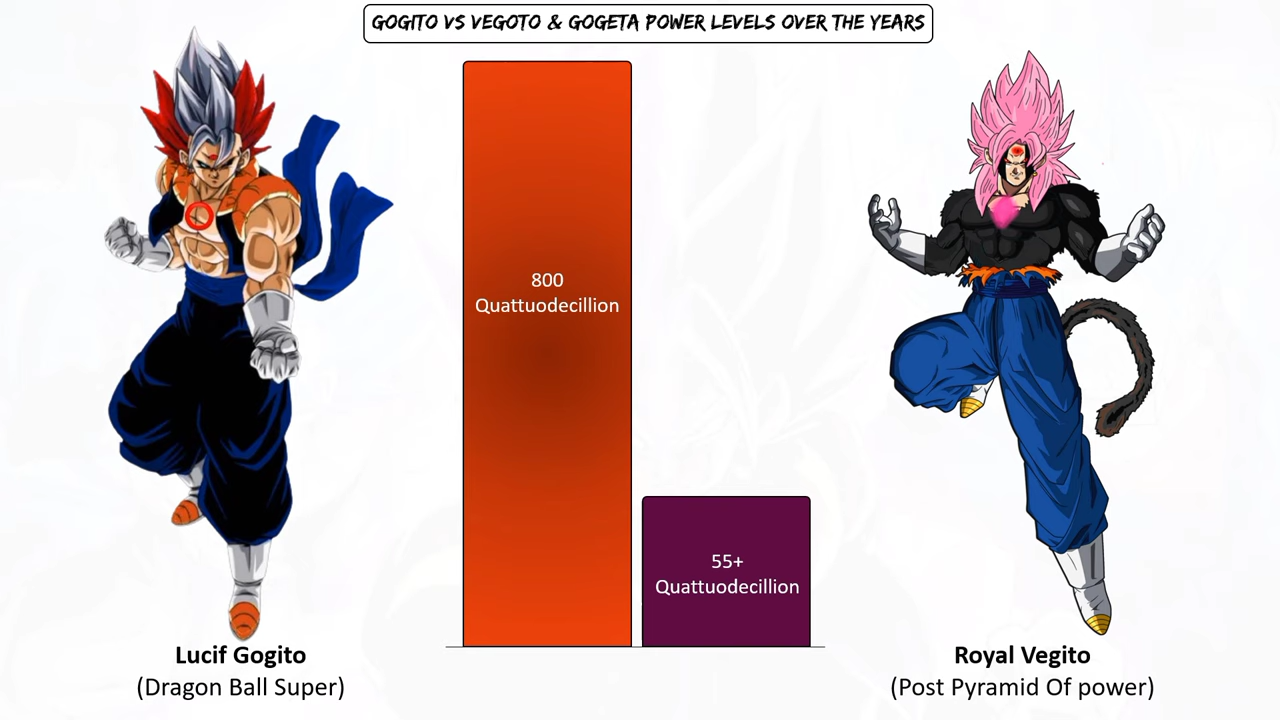 GOGITO VS VEGOTO & GOGETA POWER LEVELS OVER THE YEARS
800
Quattuodecillion
55+
Quattuodecillion
Lucif Gogito
(Dragon Ball Super)
Royal Vegito
(Post Pyramid Of power)